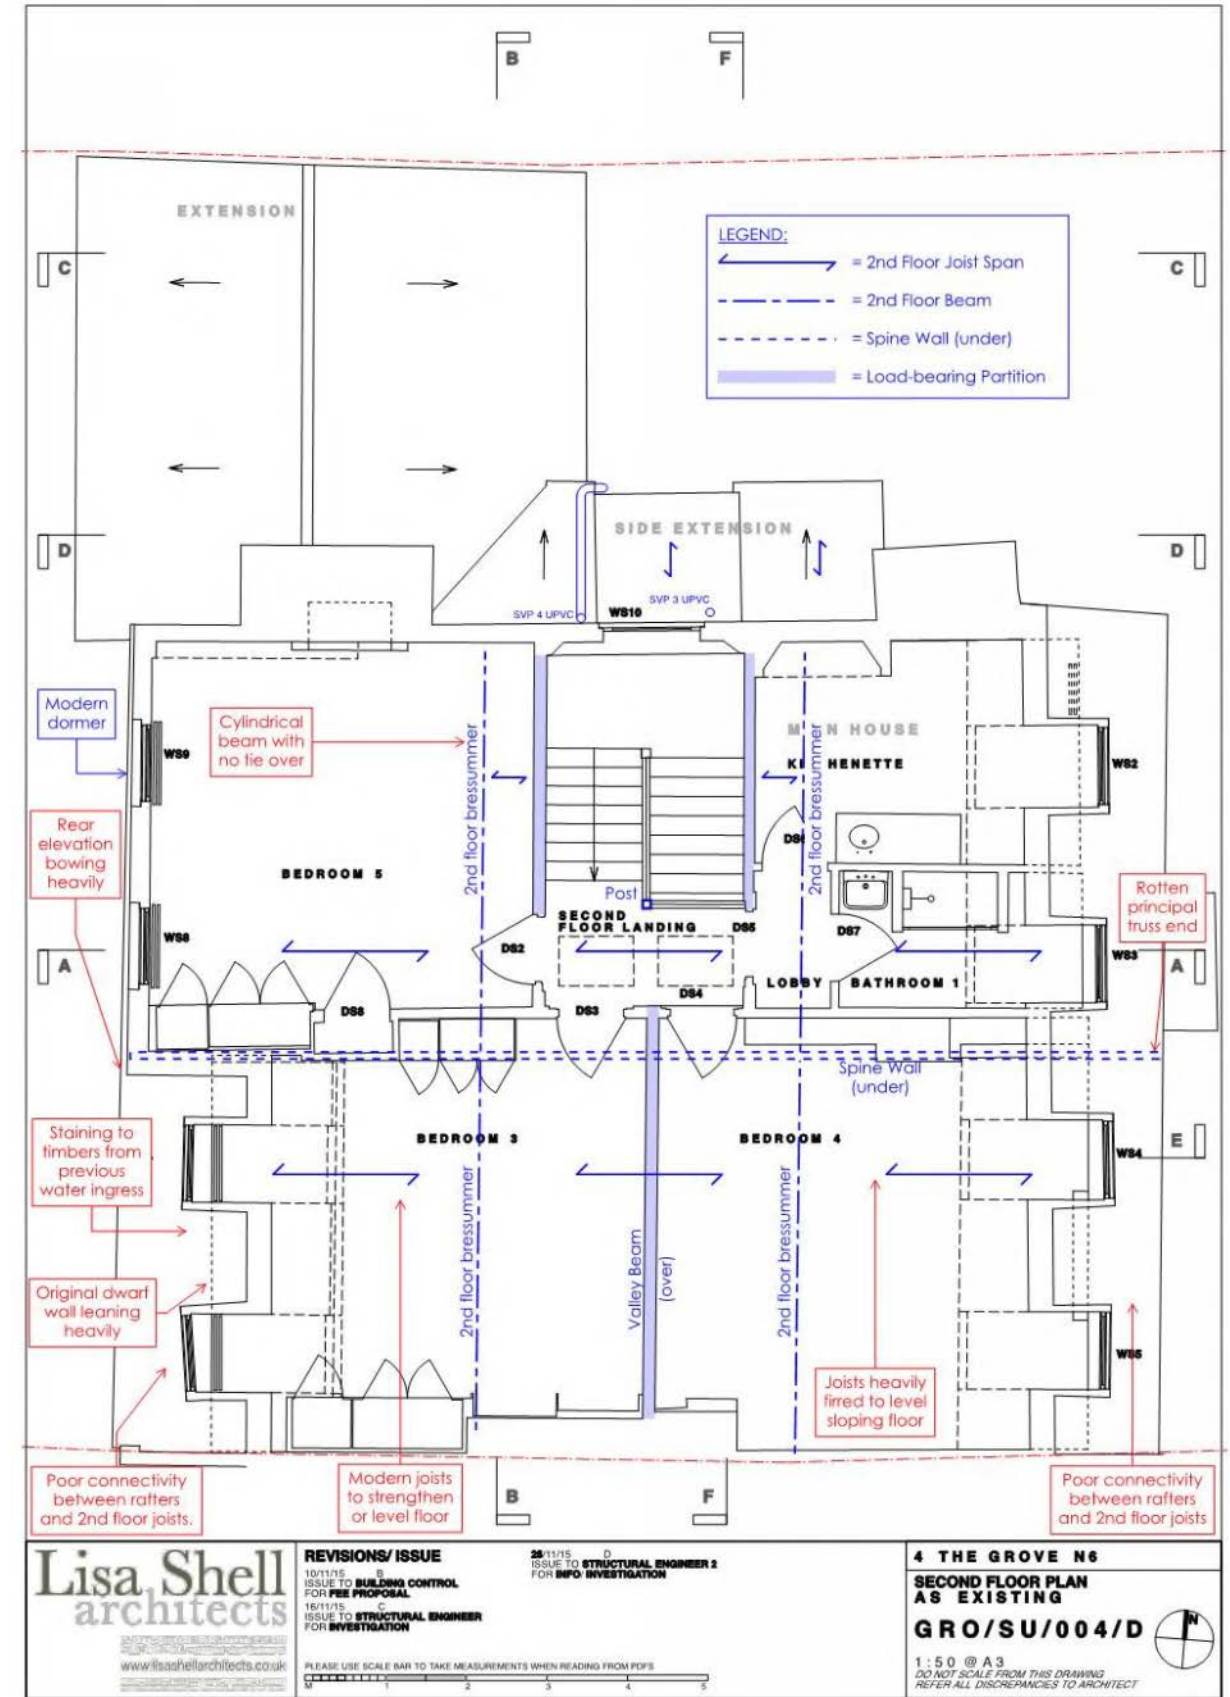 B
F
EXTENSION
C
C
LEGEND:
= 2nd Floor Joist Span
= 2nd Floor Beam
= Spine Wall (under)
= Load-bearing Partition
D
D
SIDE EXTENSION
SVP 4 UPVC
WS10
SVP 3 UPVC
Modern
dormer
Cylindrical
beam with
no tie over
WS9
2nd floor bressummer
2nd floor bressummer
M N HOUSE
KI HENETTE
WS2
Rear
elevation
bowing
heavily
BEDROOM 5
DS6
Post
Rotten
principal
truss end
WS8
DS2
SECOND
FLOOR LANDING
DS5
DS7
WS3
A
A
LOBBY
BATHROOM 1
DS8
DS3
DS4
Spine Wall
(under)
Staining to
timbers from
previous
water ingress
BEDROOM 3
BEDROOM 4
WS4
E
2nd floor bressummer
Valley Beam
(over)
2nd floor bressummer
Original dwarf
wall leaning
heavily
WS5
Joists heavily
firred to level
sloping floor
Poor connectivity
between rafters
and 2nd floor joists.
Modern joists
to strengthen
or level floor
B
F
Poor connectivity
between rafters
and 2nd floor joists
Lisa Shell
architects
www.lisashellarchitects.co.uk
REVISIONS/ ISSUE
10/11/15 B
ISSUE TO BUILDING CONTROL
FOR FEE PROPOSAL
16/11/15 C
ISSUE TO STRUCTURAL ENGINEER
FOR INVESTIGATION
26/11/15 D
ISSUE TO STRUCTURAL ENGINEER 2
FOR INFO/ INVESTIGATION
PLEASE USE SCALE BAR TO TAKE MEASUREMENTS WHEN READING FROM PDFS
M 1 2 3 4 5
4 THE GROVE N6
SECOND FLOOR PLAN
AS EXISTING
GRO/SU/004/D
N
1:50 @ A3
DO NOT SCALE FROM THIS DRAWING
REFER ALL DISCREPANCIES TO ARCHITECT